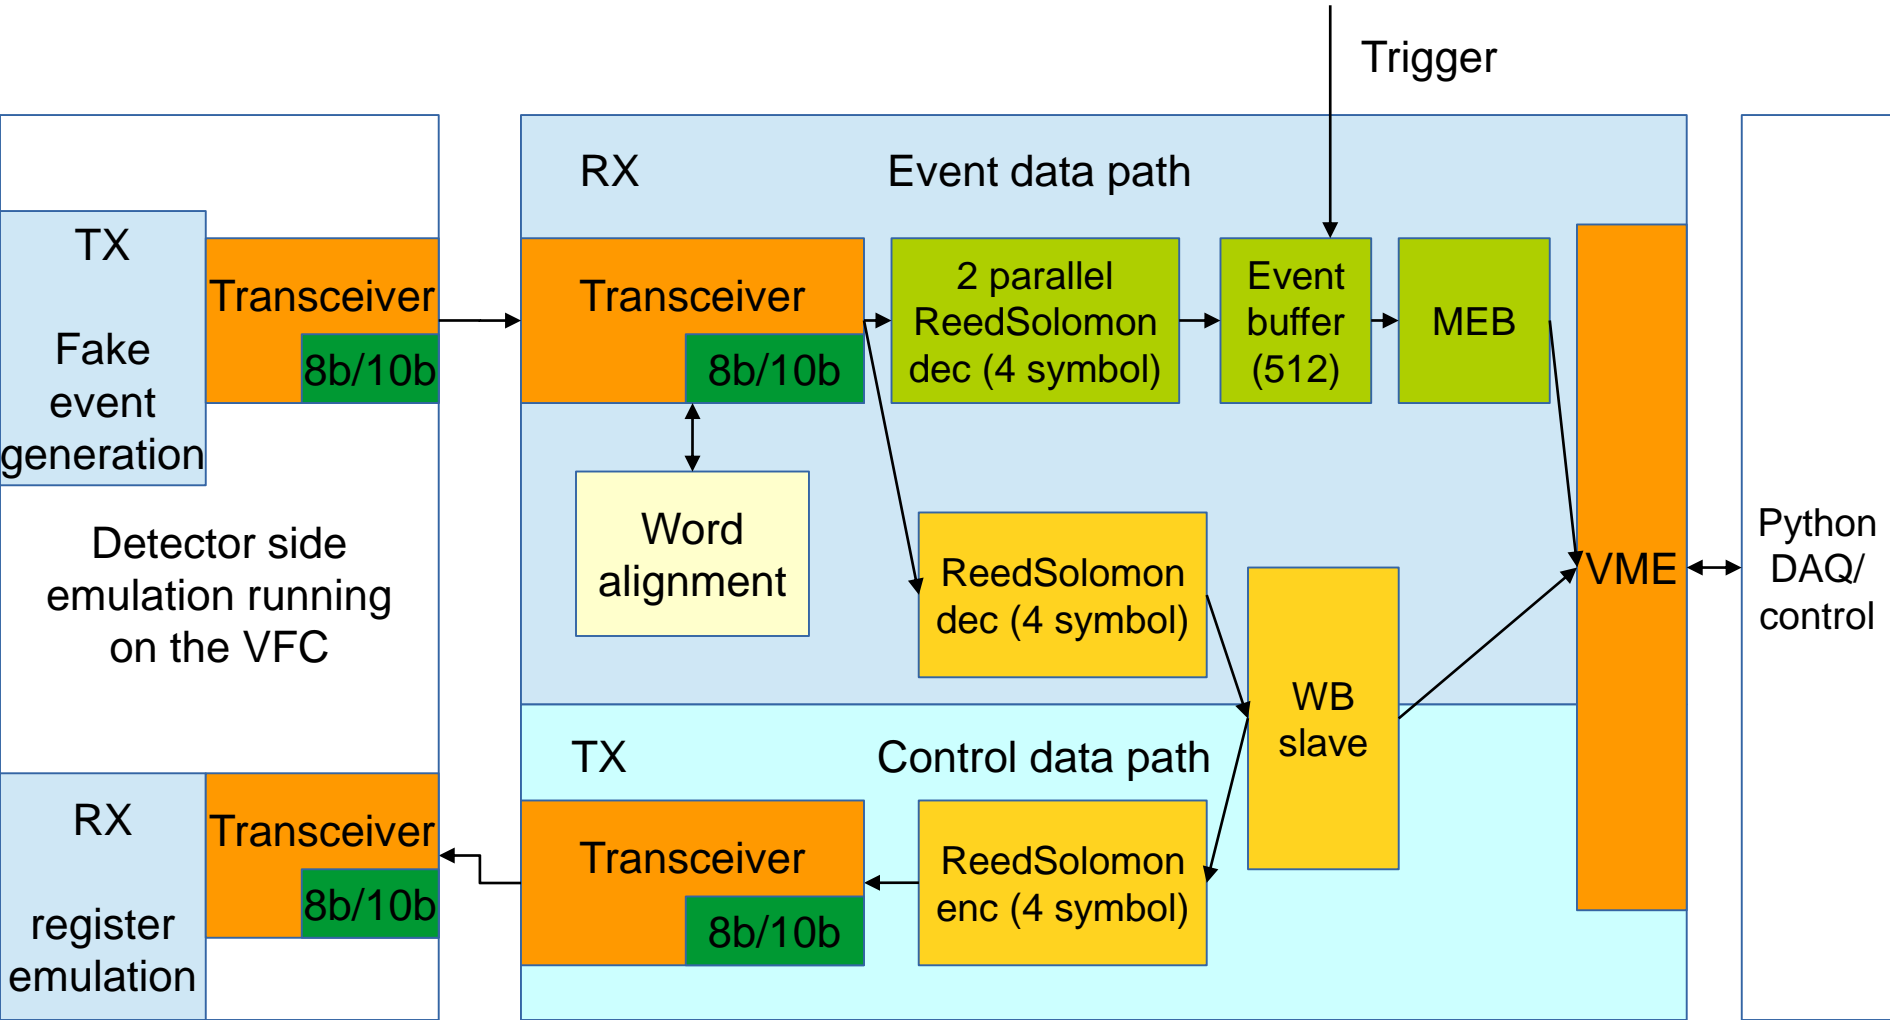 Trigger
RX
Event data path
TX
Fake
event
generation
Transceiver
8b/10b
Transceiver
8b/10b
2 parallel
ReedSolomon
dec (4 symbol)
Event
buffer
(512)
MEB
Word
alignment
ReedSolomon
dec (4 symbol)
WB
slave
VME
Python
DAQ/
control
Detector side
emulation running
on the VFC
TX
Control data path
RX
register
emulation
Transceiver
8b/10b
Transceiver
8b/10b
ReedSolomon
enc (4 symbol)